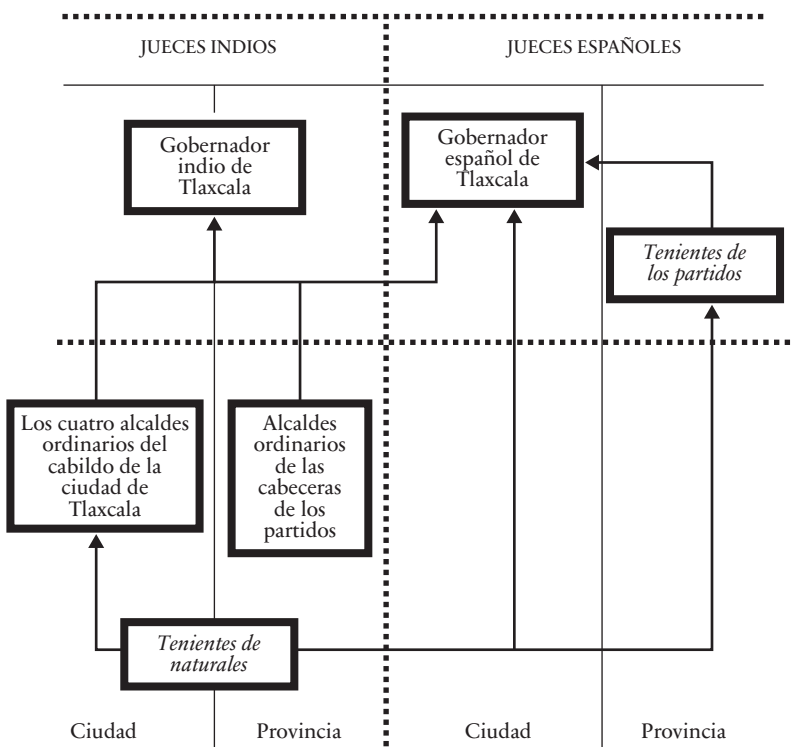 JUECES INDIOS
JUECES ESPAÑOLES
Gobernador
indio de
Tlaxcala
Gobernador
español de
Tlaxcala
Tenientes de
los partidos
Los cuatro alcaldes
ordinarios del
cabildo de la
ciudad de
Tlaxcala
Alcaldes
ordinarios
de las
cabeceras
de los
partidos
Tenientes de
naturales
Ciudad
Provincia
Ciudad
Provincia